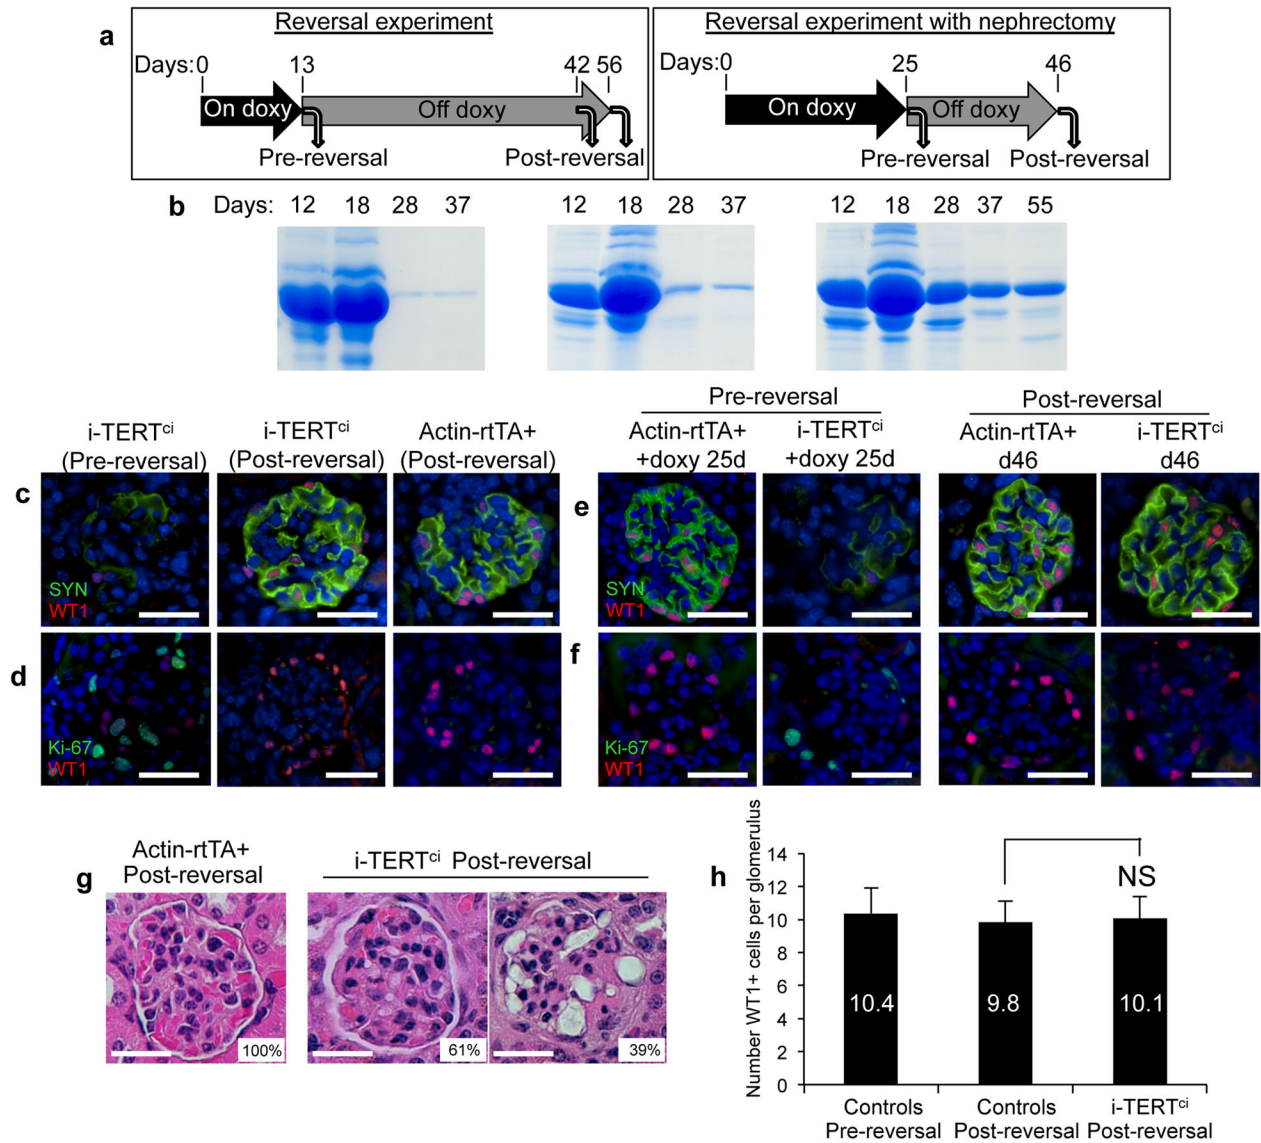 a
Reversal experiment
Days:0 13 42 56
On doxy
Off doxy
Pre-reversal
Post-reversal
Reversal experiment with nephrectomy
Days:0 25 46
On doxy
Off doxy
Pre-reversal
Post-reversal
b
Days: 12 18 28 37
12 18 28 37
12 18 28 37 55
i-TERTci
(Pre-reversal)
i-TERTci
(Post-reversal)
Actin-rtTA+
(Post-reversal)
Pre-reversal
Actin-rtTA+
+doxy 25d
i-TERTci
+doxy 25d
Post-reversal
Actin-rtTA+
d46
i-TERTci
d46
c
SYN
WT1
e
SYN
WT1
d
Ki-67
WT1
f
Ki-67
WT1
g
Actin-rtTA+
Post-reversal
i-TERTci Post-reversal
100%
61%
39%
h
Number WT1+ cells per glomerulus
14
12
10
8
6
4
2
0
NS
10.4
9.8
10.1
Controls
Pre-reversal
Controls
Post-reversal
i-TERTci
Post-reversal